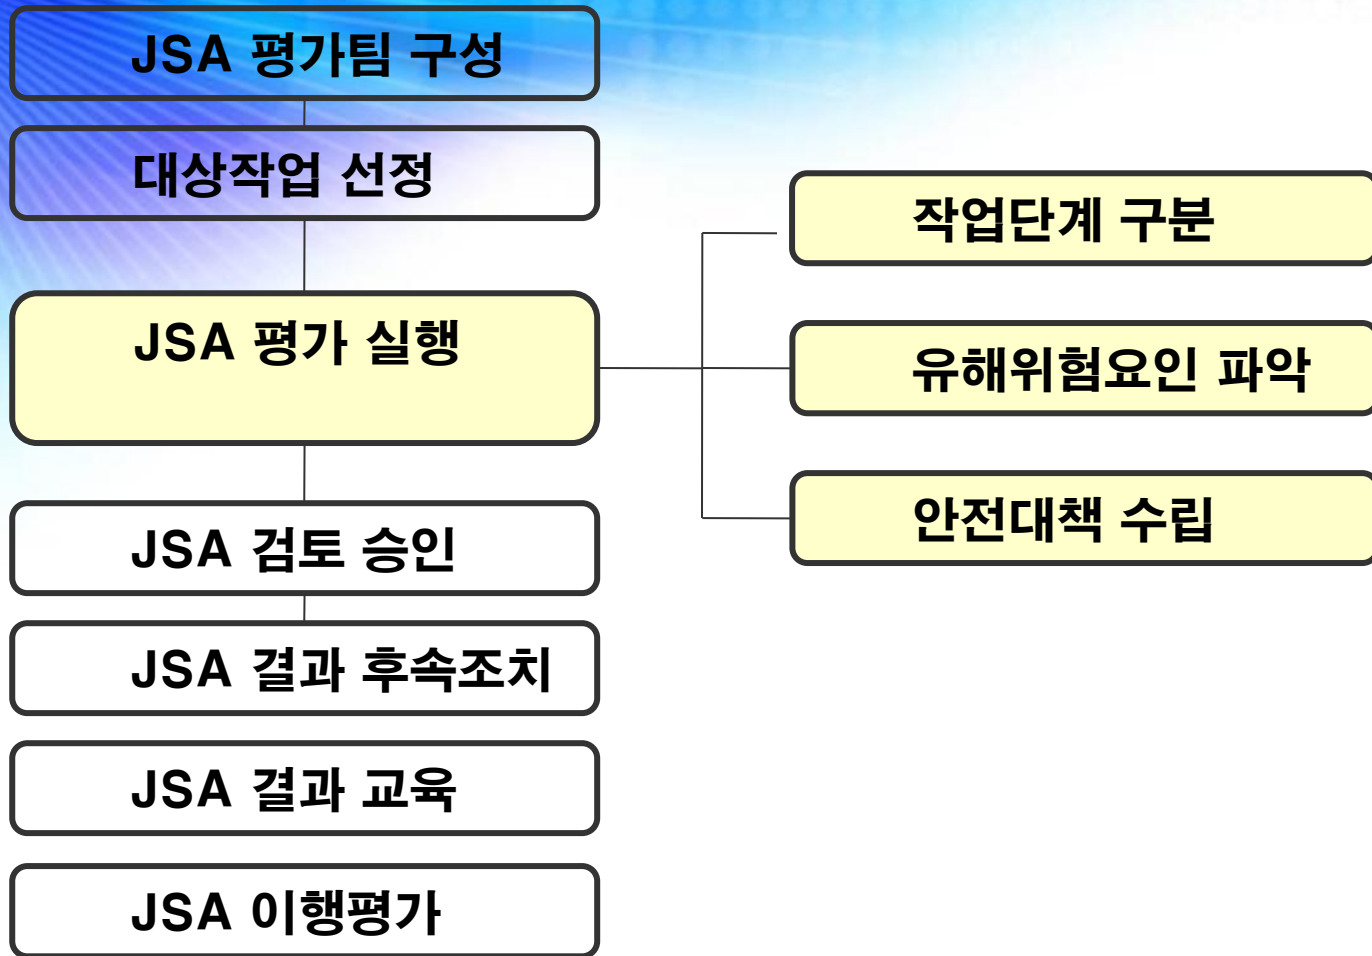 JSA 평가팀 구성
대상작업 선정
JSA 평가 실행
작업단계 구분
유해위험요인 파악
안전대책 수립
JSA 검토 승인
JSA 결과 후속조치
JSA 결과 교육
JSA 이행평가